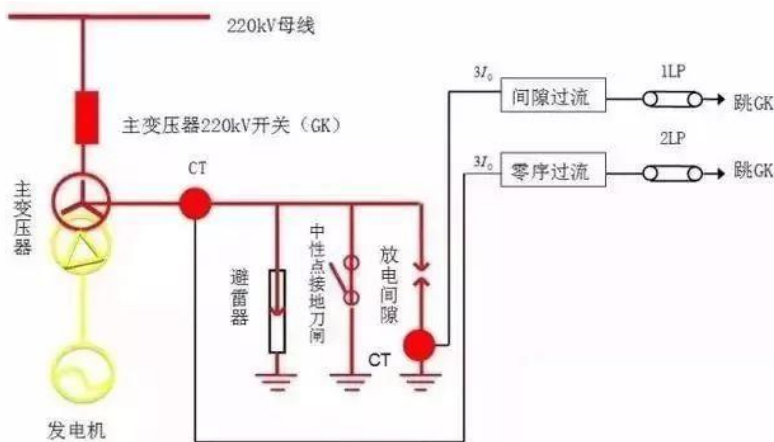 220kV母线
3I₀
间隙过流
1LP
跳GK
主变压器220kV开关（GK）
CT
3I₀
零序过流
2LP
跳GK
主变压器
避雷器
中性点接地刀闸
放电间隙
CT
发电机